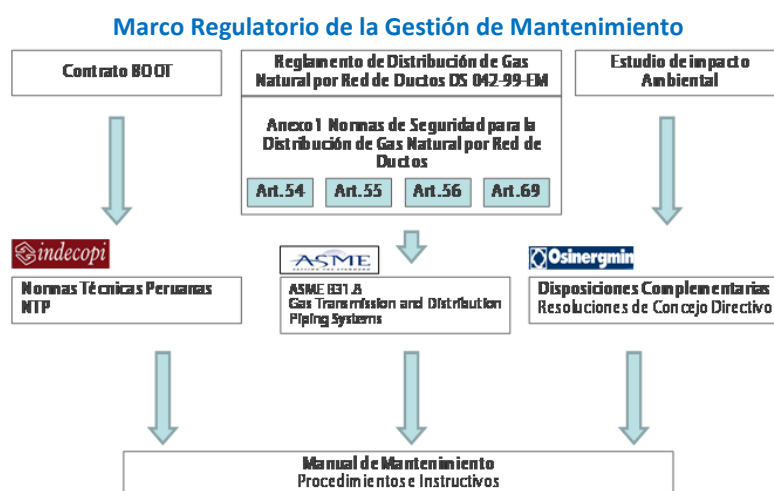 Marco Regulatorio de la Gestión de Mantenimiento
Contrato BOOT
Reglamento de Distribución de Gas
Natural por Red de Ductos DS 042-99-EM
Estudio de impacto
Ambiental
Anexo 1 Normas de Seguridad para la
Distribución de Gas Natural por Red de
Ductos
Art.54
Art.55
Art.56
Art.69
indecopi
ASME
SETTING THE STANDARD
Osinergmin
Normas Técnicas Peruanas
NTP
ASME B31.8
Gas Transmission and Distribution
Piping Systems
Disposiciones Complementarias
Resoluciones de Concejo Directivo
Manual de Mantenimiento
Procedimientos e Instructivos